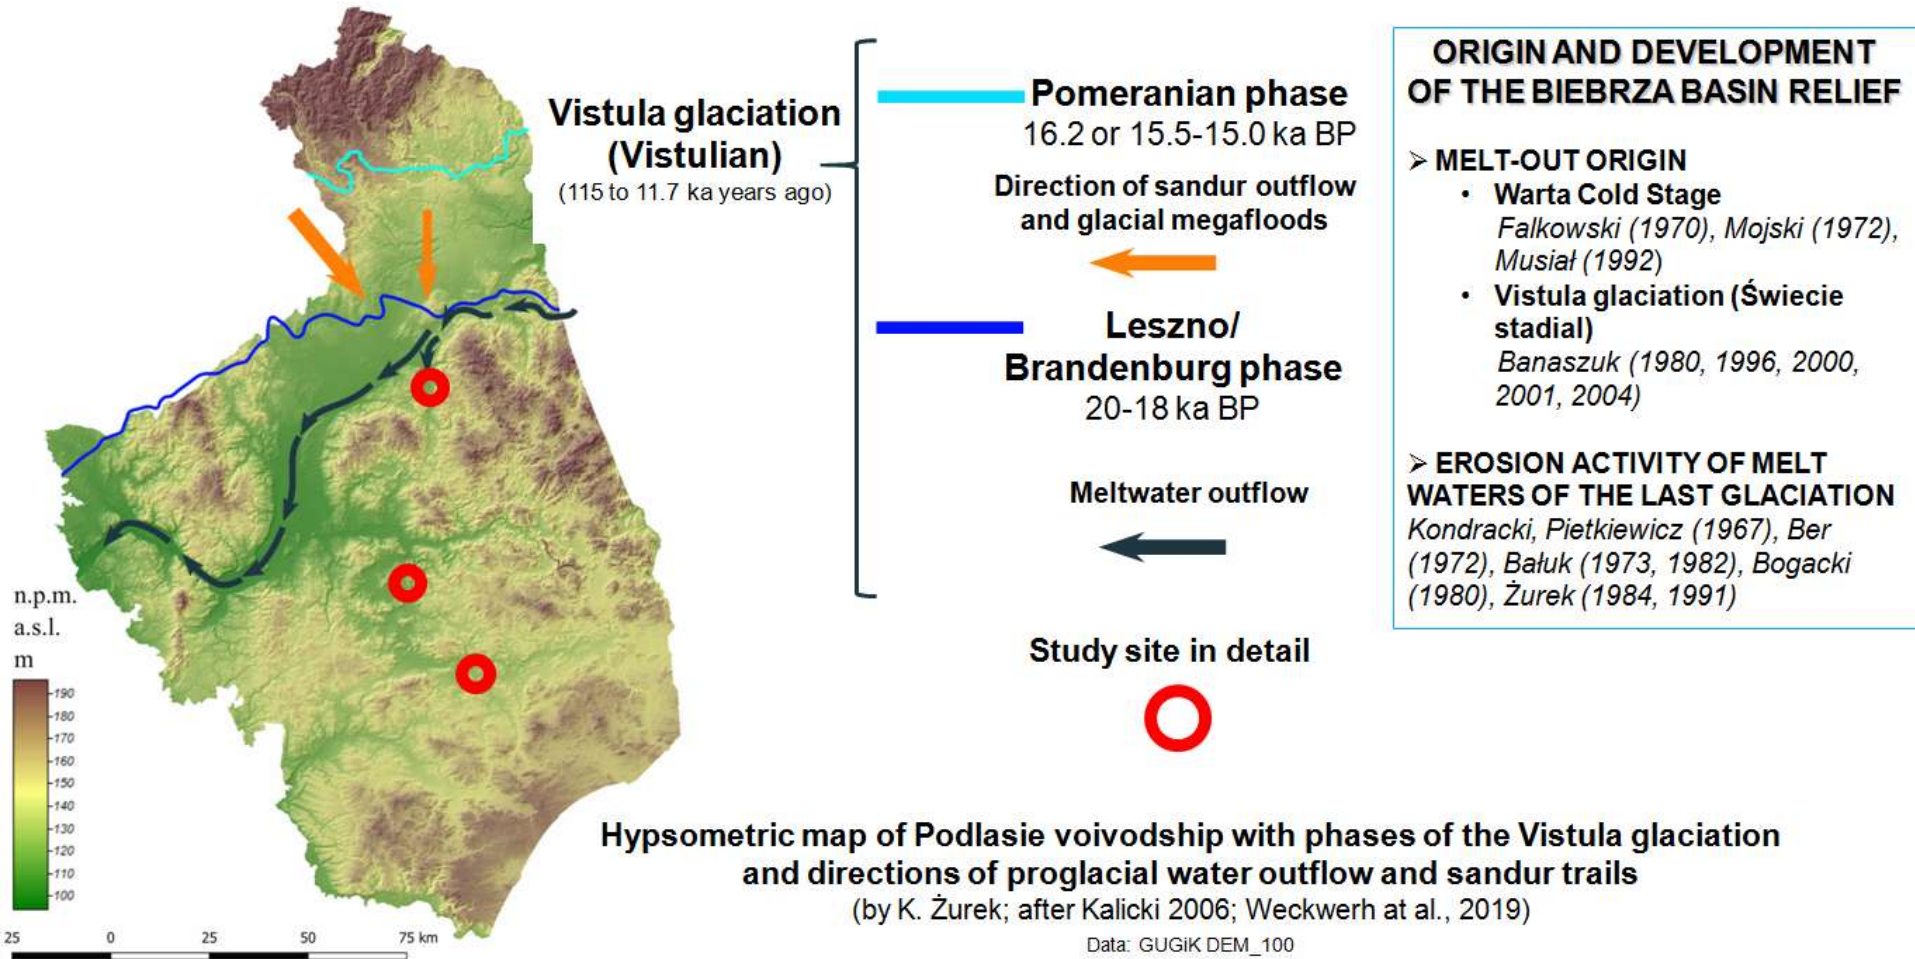 Vistula glaciation
(Vistulian)
(115 to 11.7 ka years ago)
Pomeranian phase
16.2 or 15.5-15.0 ka BP
Direction of sandur outflow
and glacial megafloods
Leszno/
Brandenburg phase
20-18 ka BP
Meltwater outflow
Study site in detail
ORIGIN AND DEVELOPMENT
OF THE BIEBRZA BASIN RELIEF
➢ MELT-OUT ORIGIN
• Warta Cold Stage
Falkowski (1970), Mojski (1972),
Musiał (1992)
• Vistula glaciation (Świecie
stadial)
Banaszuk (1980, 1996, 2000,
2001, 2004)
➢ EROSION ACTIVITY OF MELT
WATERS OF THE LAST GLACIATION
Kondracki, Pietkiewicz (1967), Ber
(1972), Bałuk (1973, 1982), Bogacki
(1980), Żurek (1984, 1991)
n.p.m.
a.s.l.
m
190
180
170
160
150
140
130
120
110
100
25 0 25 50 75 km
Hypsometric map of Podlasie voivodship with phases of the Vistula glaciation
and directions of proglacial water outflow and sandur trails
(by K. Żurek; after Kalicki 2006; Weckwerh at al., 2019)
Data: GUGiK DEM_100